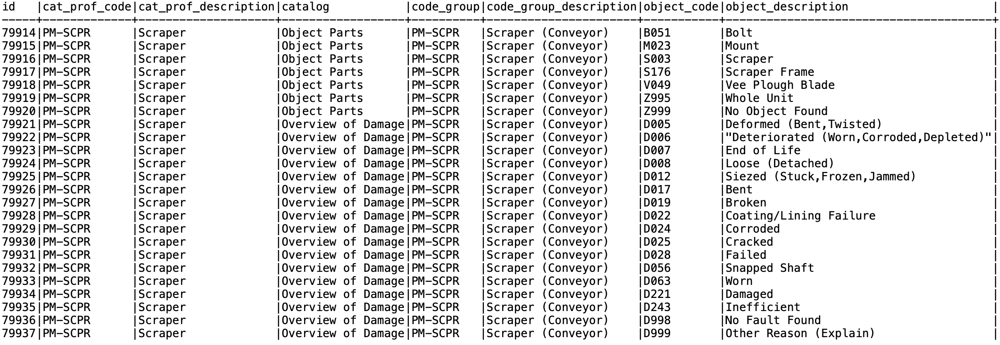 id   |cat_prof_code|cat_prof_description|catalog           |code_group|code_group_description|object_code|object_description                     |
-----+-------------+--------------------+------------------+----------+----------------------+-----------+---------------------------------------+
79914|PM-SCPR      |Scraper             |Object Parts      |PM-SCPR   |Scraper (Conveyor)    |B051       |Bolt                                   |
79915|PM-SCPR      |Scraper             |Object Parts      |PM-SCPR   |Scraper (Conveyor)    |M023       |Mount                                  |
79916|PM-SCPR      |Scraper             |Object Parts      |PM-SCPR   |Scraper (Conveyor)    |S003       |Scraper                                |
79917|PM-SCPR      |Scraper             |Object Parts      |PM-SCPR   |Scraper (Conveyor)    |S176       |Scraper Frame                          |
79918|PM-SCPR      |Scraper             |Object Parts      |PM-SCPR   |Scraper (Conveyor)    |V049       |Vee Plough Blade                       |
79919|PM-SCPR      |Scraper             |Object Parts      |PM-SCPR   |Scraper (Conveyor)    |Z995       |Whole Unit                             |
79920|PM-SCPR      |Scraper             |Object Parts      |PM-SCPR   |Scraper (Conveyor)    |Z999       |No Object Found                        |
79921|PM-SCPR      |Scraper             |Overview of Damage|PM-SCPR   |Scraper (Conveyor)    |D005       |Deformed (Bent,Twisted)                |
79922|PM-SCPR      |Scraper             |Overview of Damage|PM-SCPR   |Scraper (Conveyor)    |D006       |"Deteriorated (Worn,Corroded,Depleted)"|
79923|PM-SCPR      |Scraper             |Overview of Damage|PM-SCPR   |Scraper (Conveyor)    |D007       |End of Life                            |
79924|PM-SCPR      |Scraper             |Overview of Damage|PM-SCPR   |Scraper (Conveyor)    |D008       |Loose (Detached)                       |
79925|PM-SCPR      |Scraper             |Overview of Damage|PM-SCPR   |Scraper (Conveyor)    |D012       |Siezed (Stuck,Frozen,Jammed)           |
79926|PM-SCPR      |Scraper             |Overview of Damage|PM-SCPR   |Scraper (Conveyor)    |D017       |Bent                                   |
79927|PM-SCPR      |Scraper             |Overview of Damage|PM-SCPR   |Scraper (Conveyor)    |D019       |Broken                                 |
79928|PM-SCPR      |Scraper             |Overview of Damage|PM-SCPR   |Scraper (Conveyor)    |D022       |Coating/Lining Failure                 |
79929|PM-SCPR      |Scraper             |Overview of Damage|PM-SCPR   |Scraper (Conveyor)    |D024       |Corroded                               |
79930|PM-SCPR      |Scraper             |Overview of Damage|PM-SCPR   |Scraper (Conveyor)    |D025       |Cracked                                |
79931|PM-SCPR      |Scraper             |Overview of Damage|PM-SCPR   |Scraper (Conveyor)    |D028       |Failed                                 |
79932|PM-SCPR      |Scraper             |Overview of Damage|PM-SCPR   |Scraper (Conveyor)    |D056       |Snapped Shaft                          |
79933|PM-SCPR      |Scraper             |Overview of Damage|PM-SCPR   |Scraper (Conveyor)    |D063       |Worn                                   |
79934|PM-SCPR      |Scraper             |Overview of Damage|PM-SCPR   |Scraper (Conveyor)    |D221       |Damaged                                |
79935|PM-SCPR      |Scraper             |Overview of Damage|PM-SCPR   |Scraper (Conveyor)    |D243       |Inefficient                            |
79936|PM-SCPR      |Scraper             |Overview of Damage|PM-SCPR   |Scraper (Conveyor)    |D998       |No Fault Found                         |
79937|PM-SCPR      |Scraper             |Overview of Damage|PM-SCPR   |Scraper (Conveyor)    |D999       |Other Reason (Explain)                 |